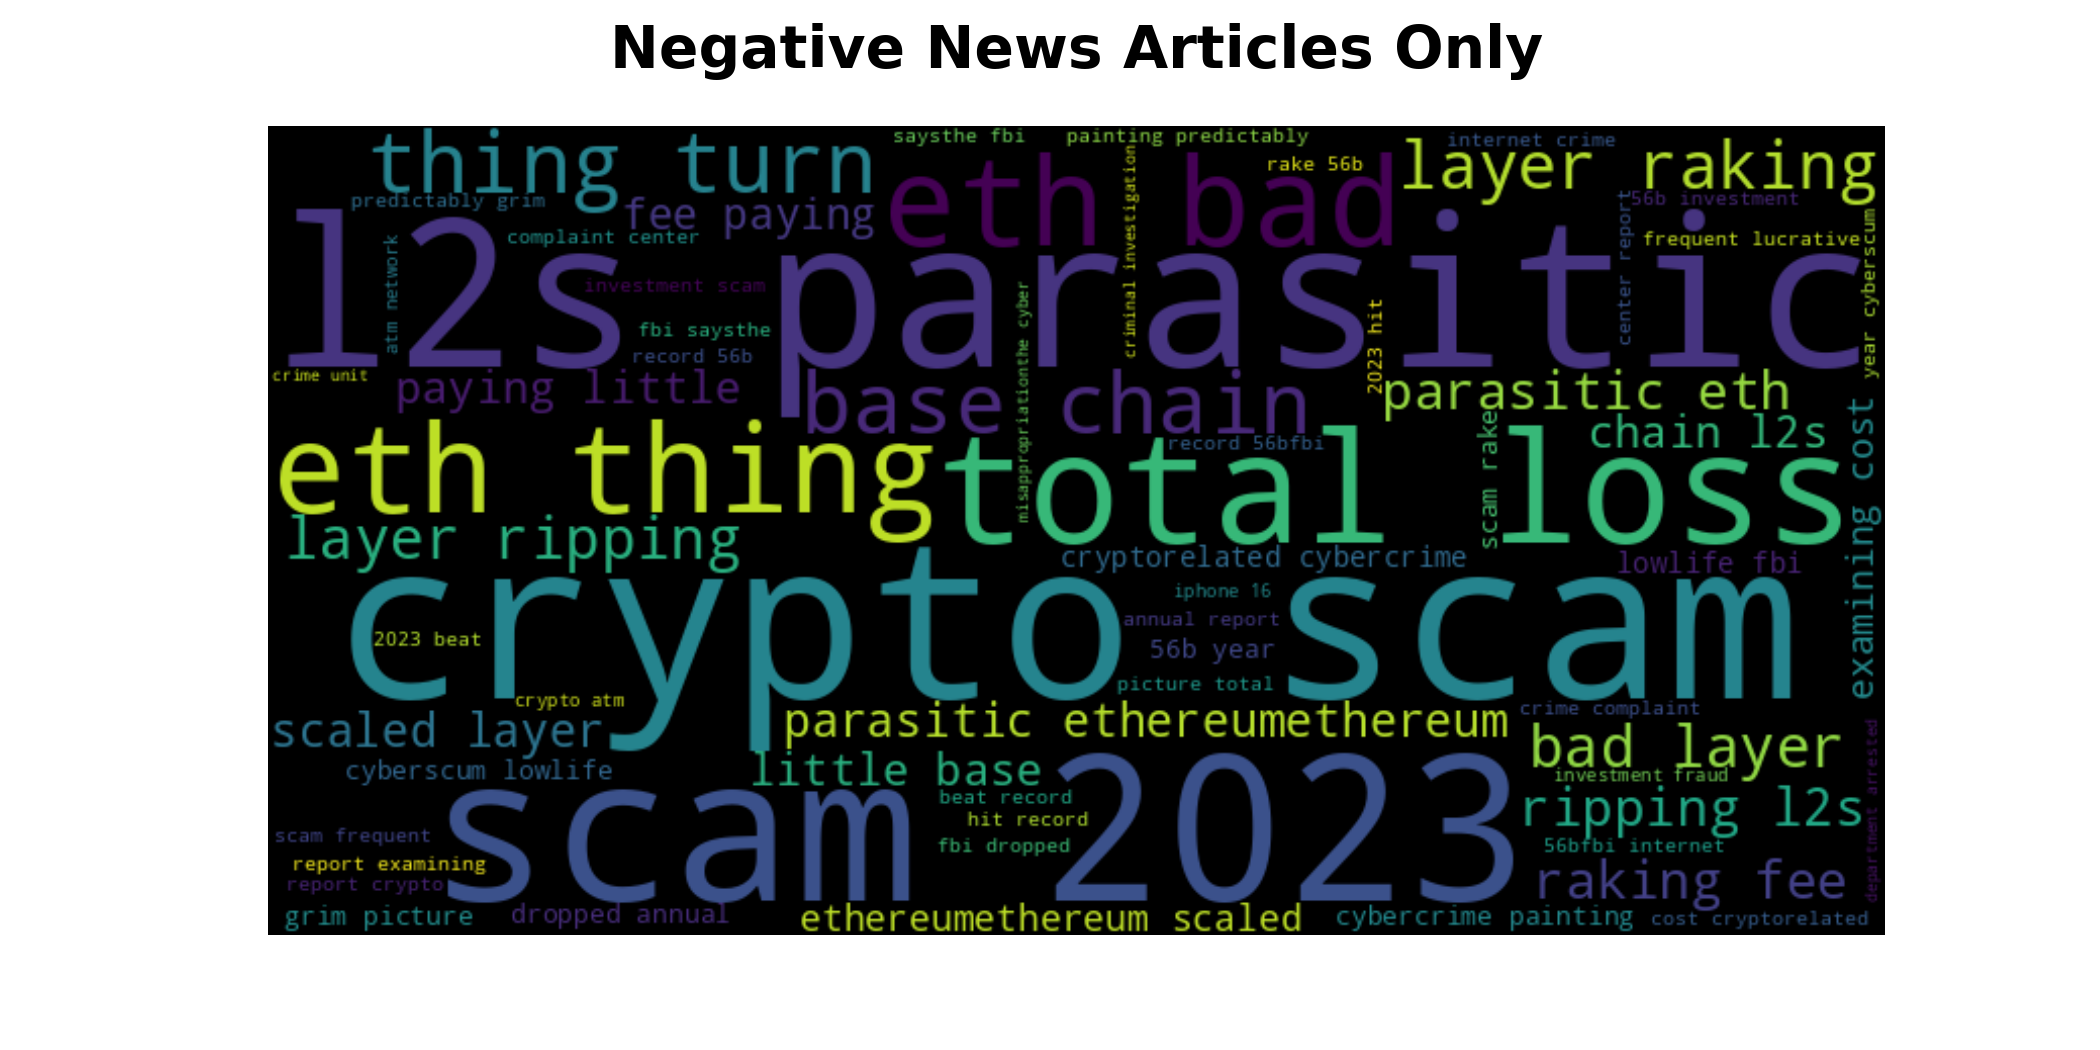 Negative News Articles Only
saysthe fbi
painting predictably
internet crime
thing turn
eth bad
rake 56b
layer raking
criminal investigation
predictably grim
fee paying
56b investment
center report
complaint center
frequent lucrative
year cyberscum
atm network
l2s parasitic
investment scam
misappropriationthe cyber
2023 hit
fbi saysthe
record 56b
crime unit
paying little
base chain
parasitic eth
scam rake
examining cost
eth thing
total loss
record 56bfbi
chain l2s
layer ripping
cryptorelated cybercrime
lowlife fbi
crypto scam
iphone 16
annual report
2023 beat
56b year
picture total
crypto atm
crime complaint
scaled layer
parasitic ethereumethereum
bad layer
department arrested
cyberscum lowlife
little base
investment fraud
scam 2023
beat record
hit record
ripping l2s
scam frequent
fbi dropped
56bfbi internet
report examining
report crypto
raking fee
grim picture
dropped annual
ethereumethereum scaled
cybercrime painting
cost cryptorelated